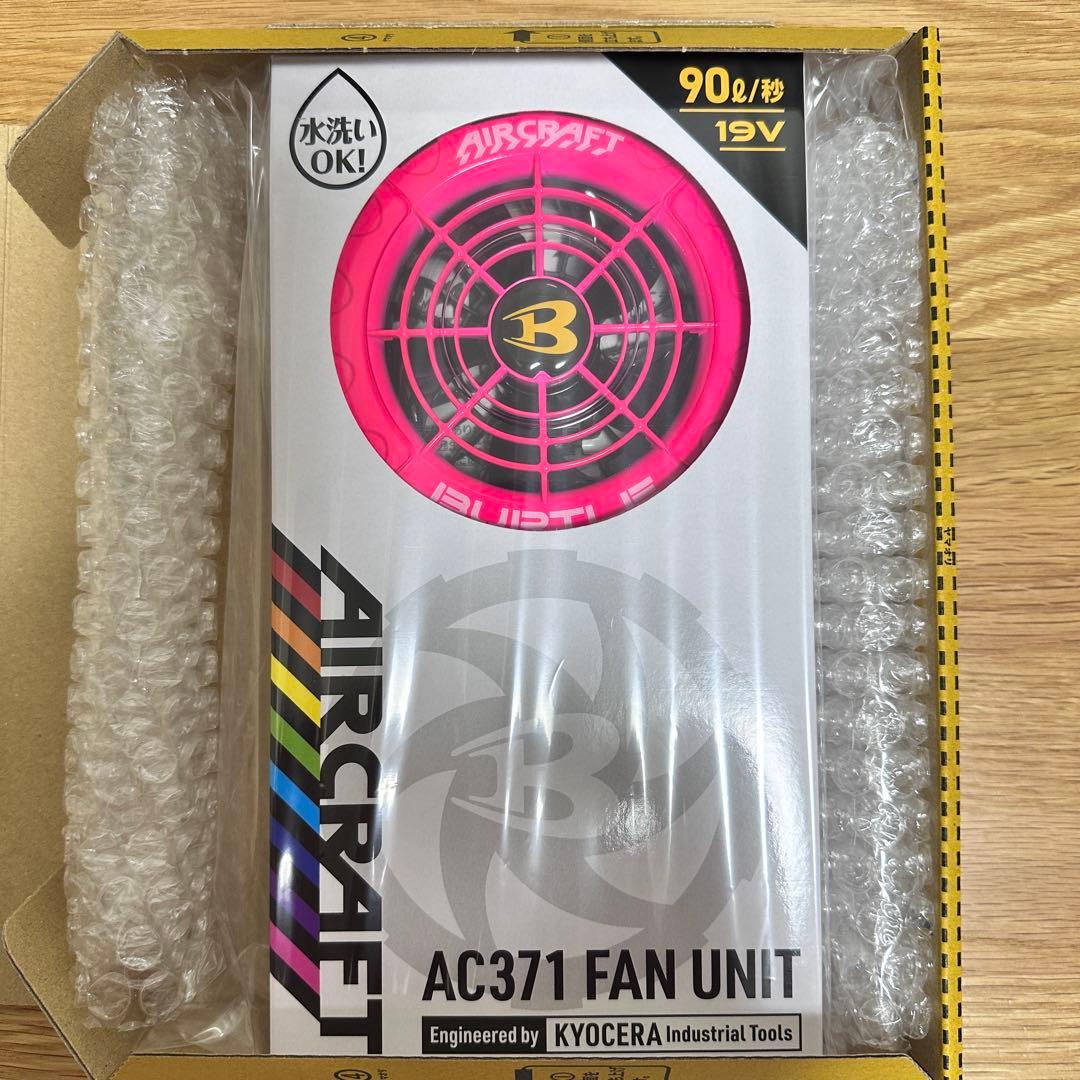 水洗い
OK!
90ℓ/秒
19V
AIRCRAFT
B
BURTLE
AIRCRAFT
B
AC371 FAN UNIT
Engineered by KYOCERA Industrial Tools